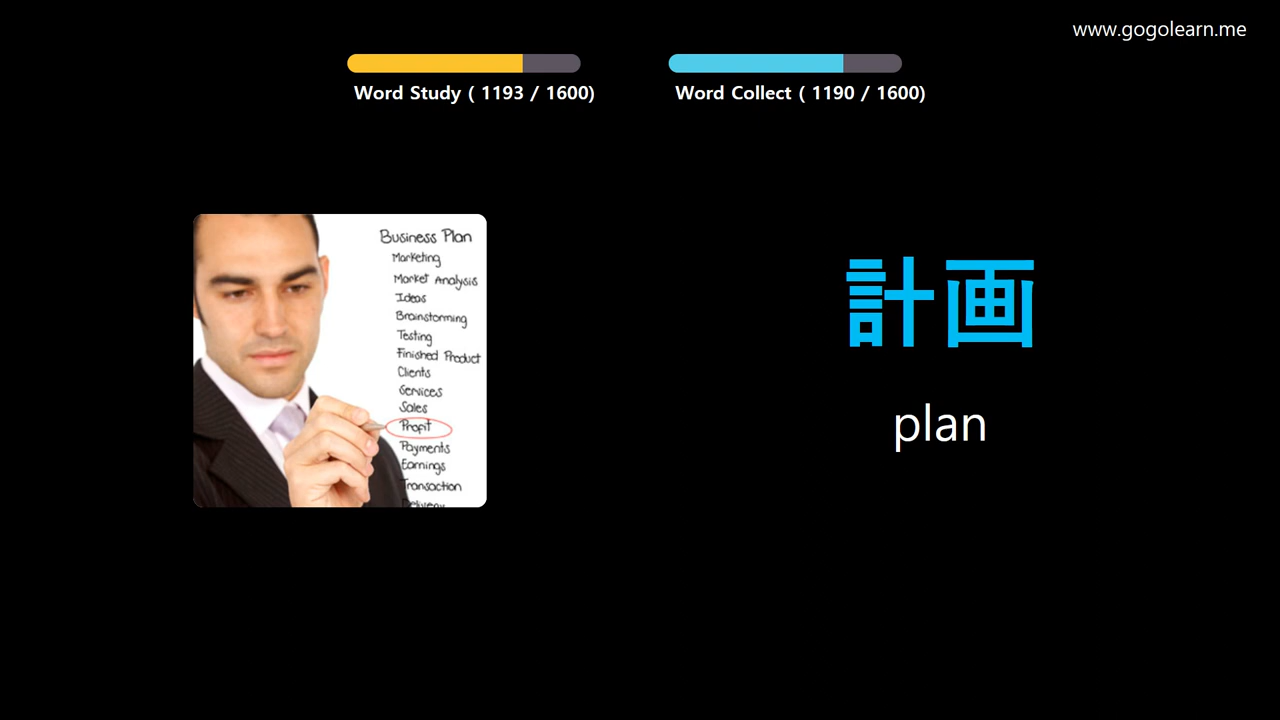 www.gogolearn.me
Word Study ( 1193 / 1600)
Word Collect ( 1190 / 1600)
Business Plan
Marketing
Market Analysis
Ideas
Brainstorming
Testing
Finished Product
Clients
Services
Sales
Profit
Payments
Earnings
Transaction
Delivery
計画
plan